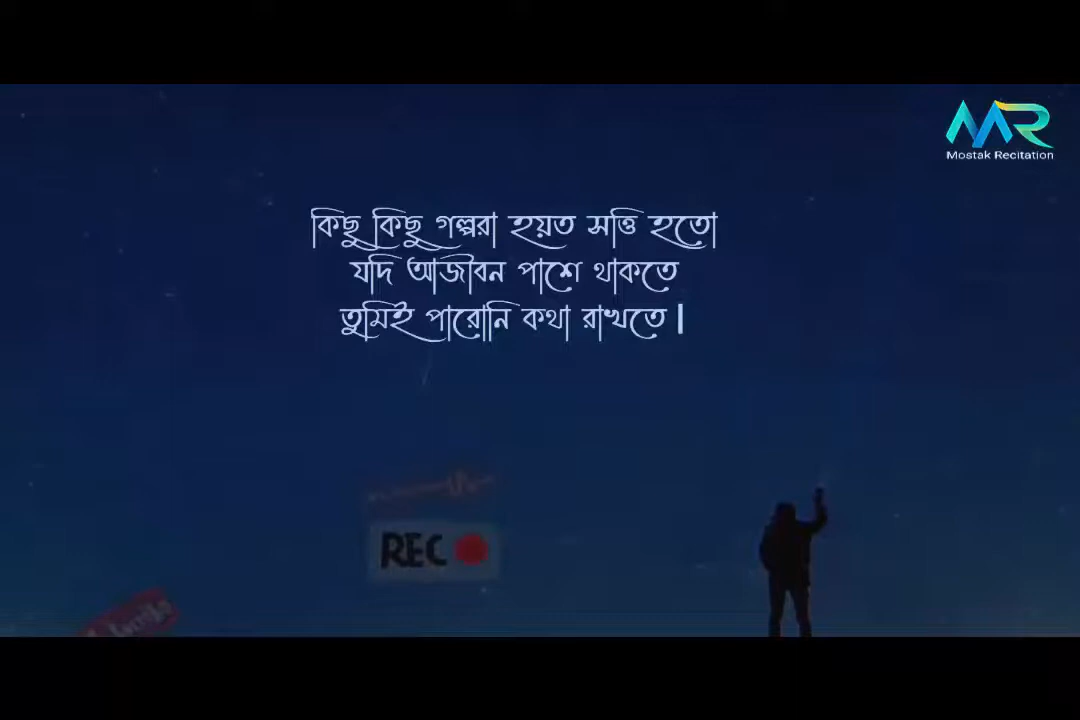 Mostak Recitation
কিছু কিছু গল্পরা হয়ত সত্তি হতো
যদি আজীবন পাশে থাকতে
তুমিই পারোনি কথা রাখতে।
REC